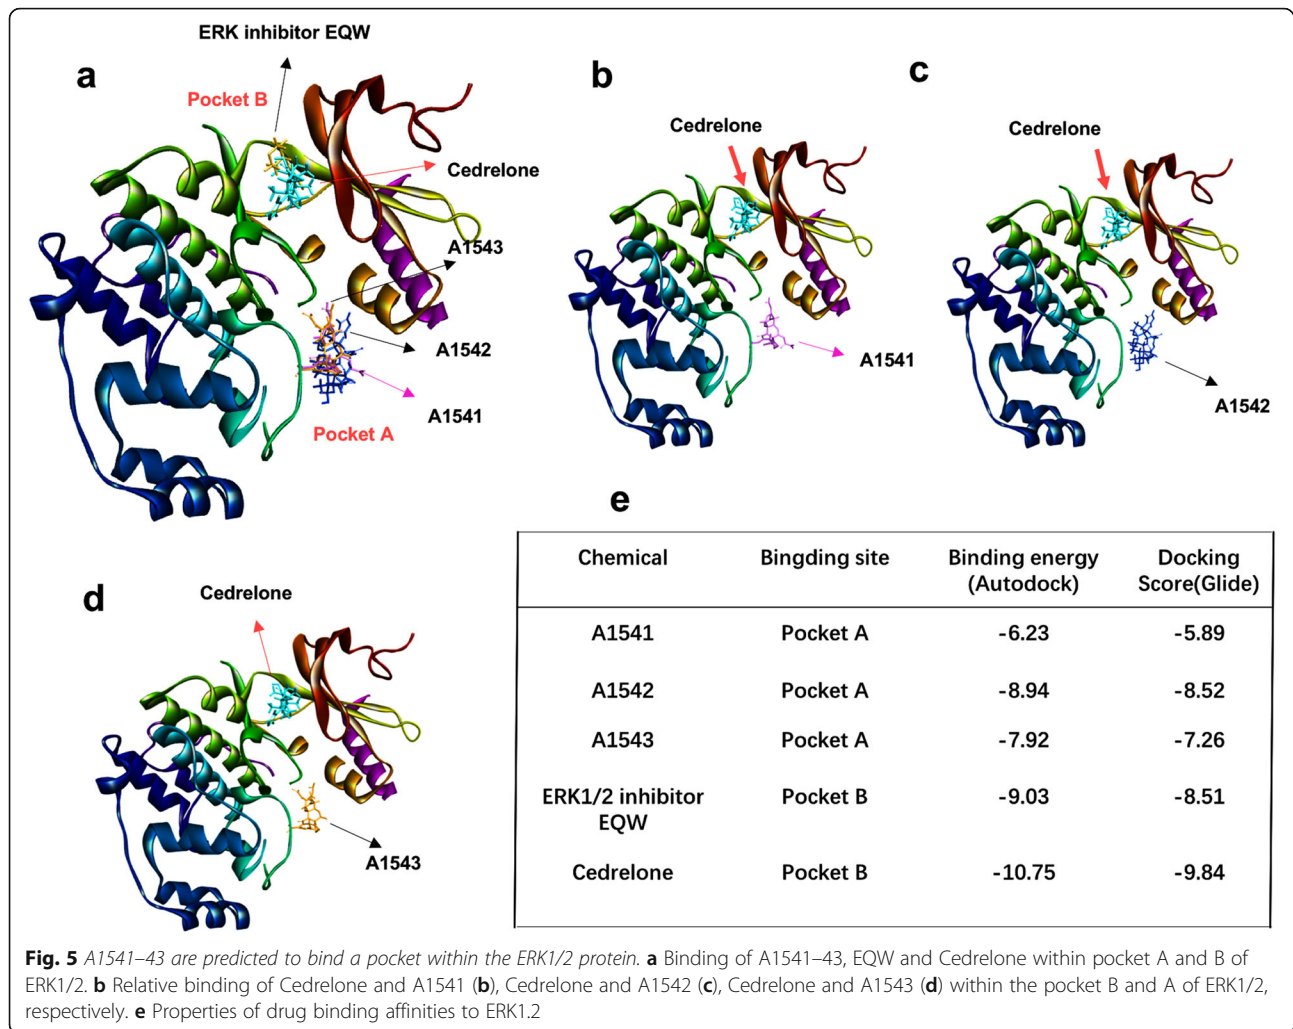 ERK inhibitor EQW
a
Pocket B
Cedrelone
A1543
A1542
A1541
Pocket A
b
Cedrelone
A1541
c
Cedrelone
A1542
d
Cedrelone
A1543
e
Chemical Bingding site Binding energy (Autodock) Docking Score(Glide)
A1541 Pocket A -6.23 -5.89
A1542 Pocket A -8.94 -8.52
A1543 Pocket A -7.92 -7.26
ERK1/2 inhibitor EQW Pocket B -9.03 -8.51
Cedrelone Pocket B -10.75 -9.84
Fig. 5 A1541–43 are predicted to bind a pocket within the ERK1/2 protein. a Binding of A1541–43, EQW and Cedrelone within pocket A and B of
ERK1/2. b Relative binding of Cedrelone and A1541 (b), Cedrelone and A1542 (c), Cedrelone and A1543 (d) within the pocket B and A of ERK1/2,
respectively. e Properties of drug binding affinities to ERK1.2